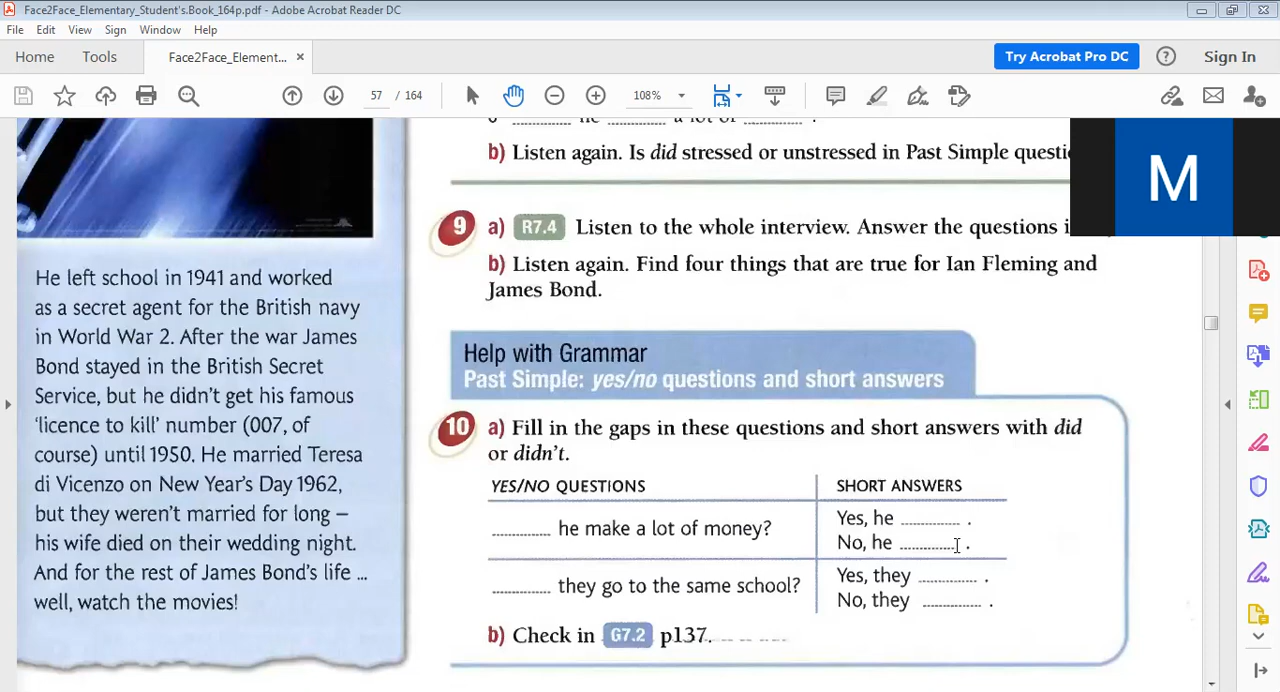 Face2Face_Elementary_Student's.Book_164p.pdf - Adobe Acrobat Reader DC
File Edit View Sign Window Help
Home Tools Face2Face_Element... × Try Acrobat Pro DC ? Sign In
57 / 164 108%
he a lot of .
b) Listen again. Is did stressed or unstressed in Past Simple
M
9 a) R7.4 Listen to the whole interview. Answer the questions
b) Listen again. Find four things that are true for Ian Fleming and
James Bond.
He left school in 1941 and worked
as a secret agent for the British navy
in World War 2. After the war James
Bond stayed in the British Secret
Service, but he didn't get his famous
'licence to kill' number (007, of
course) until 1950. He married Teresa
di Vicenzo on New Year's Day 1962,
but they weren't married for long –
his wife died on their wedding night.
And for the rest of James Bond's life ...
well, watch the movies!
Help with Grammar
Past Simple: yes/no questions and short answers
10 a) Fill in the gaps in these questions and short answers with did
or didn't.
YES/NO QUESTIONS SHORT ANSWERS
.............. he make a lot of money? Yes, he .............. .
No, he .............. .
.............. they go to the same school? Yes, they .............. .
No, they .............. .
b) Check in G7.2 p137.